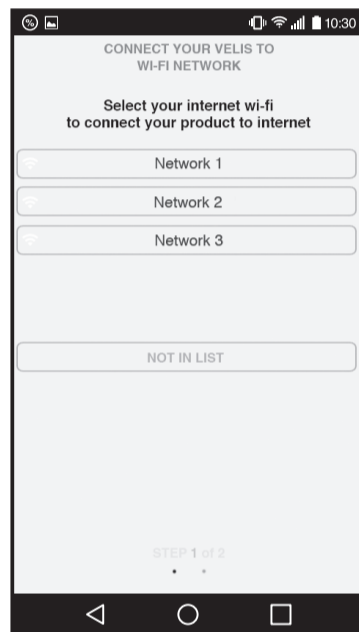 10:30
CONNECT YOUR VELIS TO
WI-FI NETWORK
Select your internet wi-fi
to connect your product to internet
Network 1
Network 2
Network 3
NOT IN LIST
STEP 1 of 2